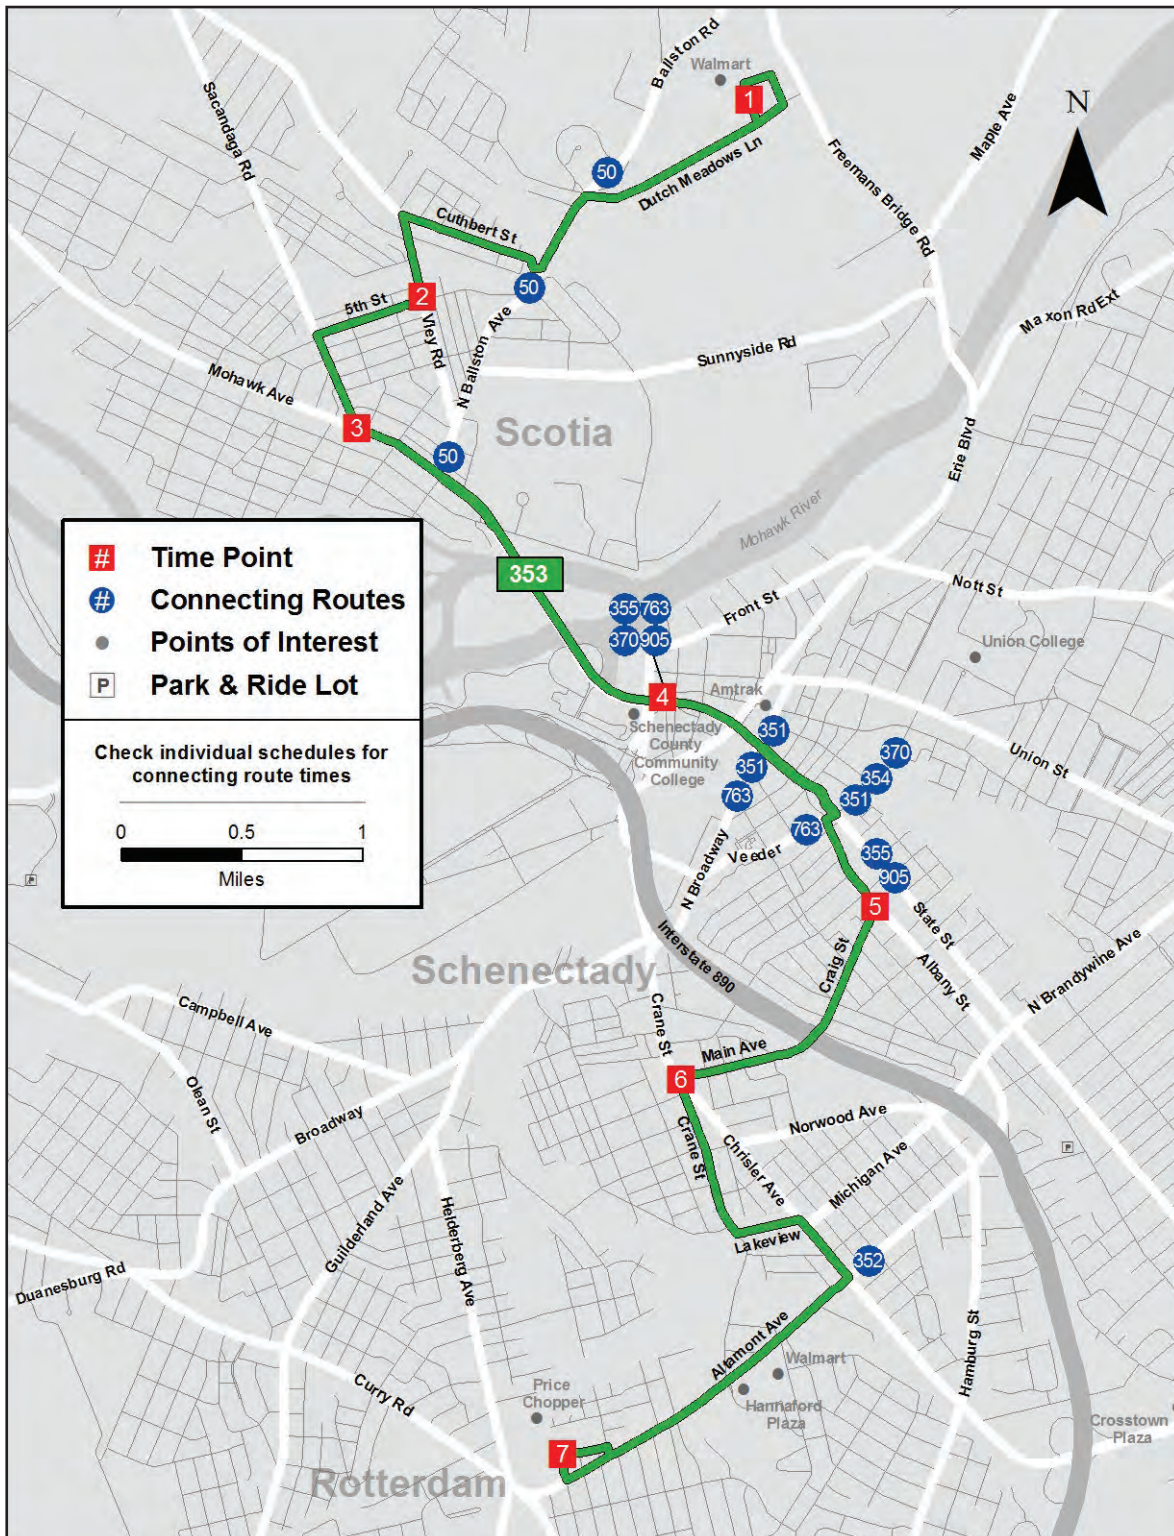 Ballston Rd
Walmart
1
Maple Ave
N
Sacandaga Rd
50
Dutch Meadows Ln
Freemans Bridge Rd
Cuthbert St
50
2
5th St
Vley Rd
N Ballston Ave
Maxon Rd Ext
Sunnyside Rd
Mohawk Ave
3
Scotia
50
Erie Blvd
Mohawk River
# Time Point
# Connecting Routes
Points of Interest
P Park & Ride Lot
Check individual schedules for
connecting route times
0 0.5 1
Miles
353
Nott St
355 763
370 905
Front St
Union College
4
Amtrak
Schenectady
County
Community
College
351
351
763
370
354
351
Union St
763
Veeder
355
905
N Broadway
5
State St
Albany St
N Brandywine Ave
Interstate 890
Craig St
Schenectady
Crane St
Campbell Ave
Main Ave
6
Olean St
Broadway
Norwood Ave
P
Crane St
Chrisler Ave
Michigan Ave
Guilderland Ave
Helderberg Ave
Lakeview
352
Duanesburg Rd
Altamont Ave
Hamburg St
Walmart
Hannaford
Plaza
Curry Rd
Price
Chopper
Crosstown
Plaza
7
Rotterdam
P